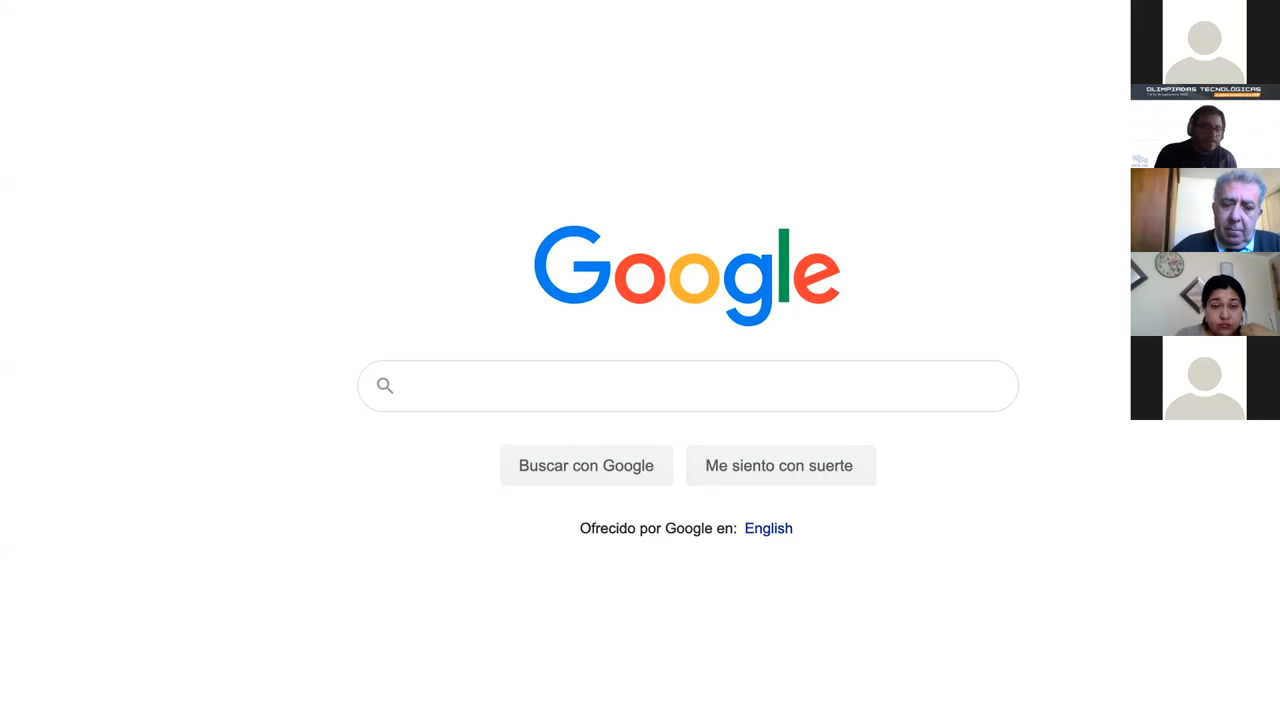 Google
Buscar con Google
Me siento con suerte
Ofrecido por Google en: English
OLIMPIADAS TECNOLÓGICAS